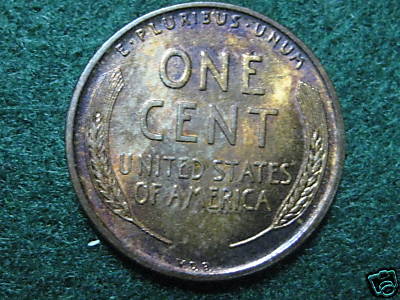 E·PLURIBUS·UNUM
ONE
CENT
UNITED STATES
OF AMERICA
V.D.B.